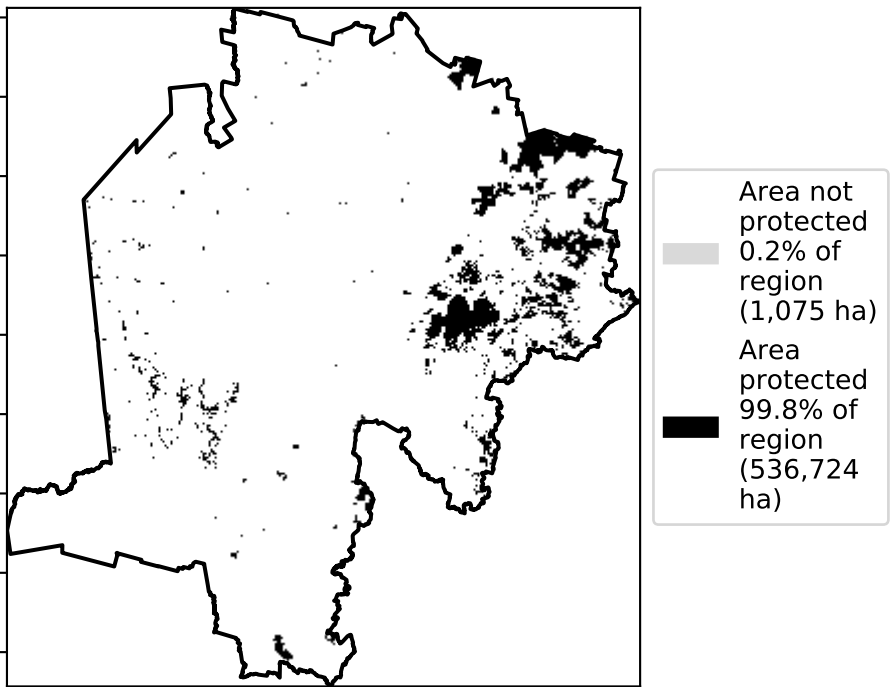 Area not
protected
0.2% of
region
(1,075 ha)
Area
protected
99.8% of
region
(536,724
ha)